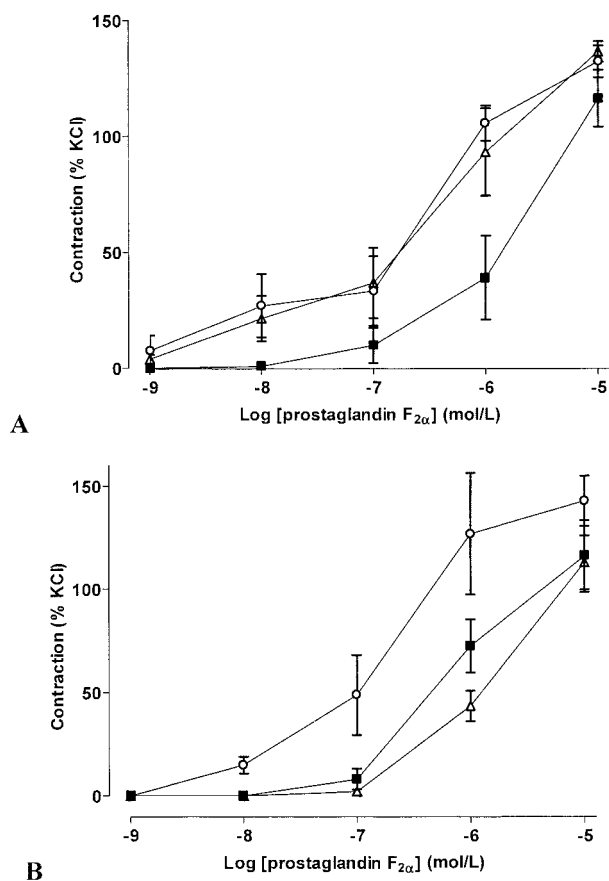 150
100
50
0
Contraction (% KCl)
-9 -8 -7 -6 -5
Log [prostaglandin F2α] (mol/L)
A
150
100
50
0
Contraction (% KCl)
-9 -8 -7 -6 -5
Log [prostaglandin F2α] (mol/L)
B